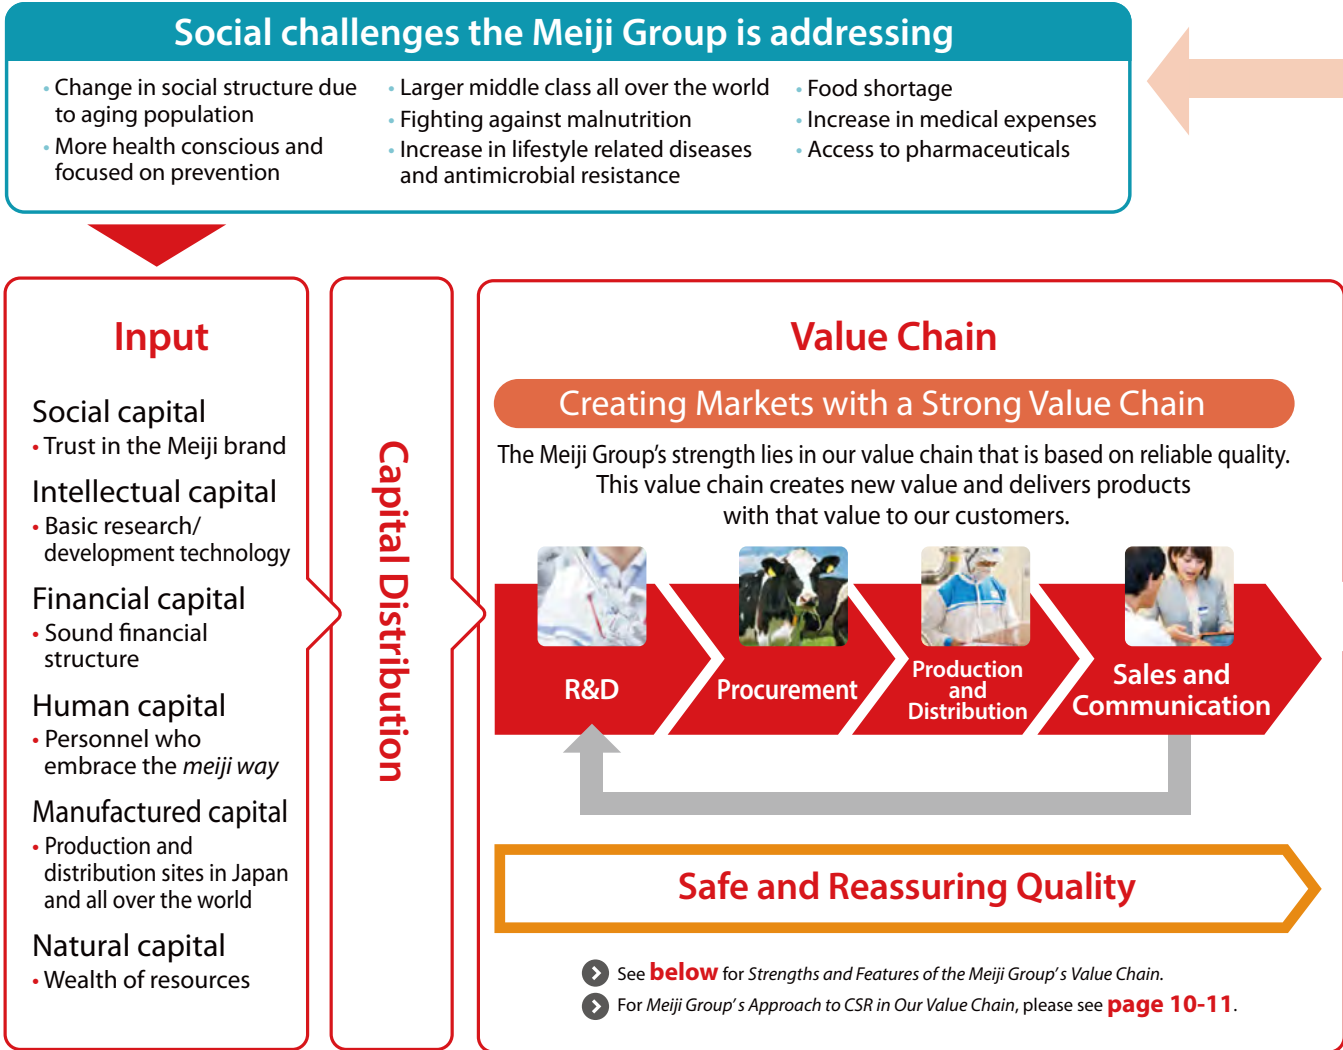 Social challenges the Meiji Group is addressing
• Change in social structure due
to aging population
• More health conscious and
focused on prevention
• Larger middle class all over the world
• Fighting against malnutrition
• Increase in lifestyle related diseases
and antimicrobial resistance
• Food shortage
• Increase in medical expenses
• Access to pharmaceuticals
Input
Social capital
• Trust in the Meiji brand
Intellectual capital
• Basic research/
development technology
Financial capital
• Sound financial
structure
Human capital
• Personnel who
embrace the meiji way
Manufactured capital
• Production and
distribution sites in Japan
and all over the world
Natural capital
• Wealth of resources
Capital Distribution
Value Chain
Creating Markets with a Strong Value Chain
The Meiji Group's strength lies in our value chain that is based on reliable quality.
This value chain creates new value and delivers products
with that value to our customers.
R&D
Procurement
Production
and
Distribution
Sales and
Communication
Safe and Reassuring Quality
See below for Strengths and Features of the Meiji Group's Value Chain.
For Meiji Group's Approach to CSR in Our Value Chain, please see page 10-11.